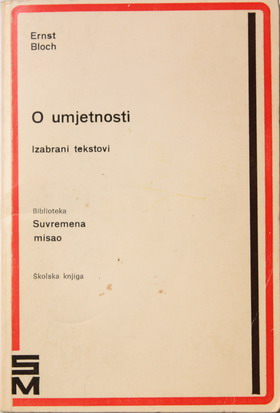 Ernst
Bloch
O umjetnosti
Izabrani tekstovi
Biblioteka
Suvremena
misao
Školska knjiga
SM